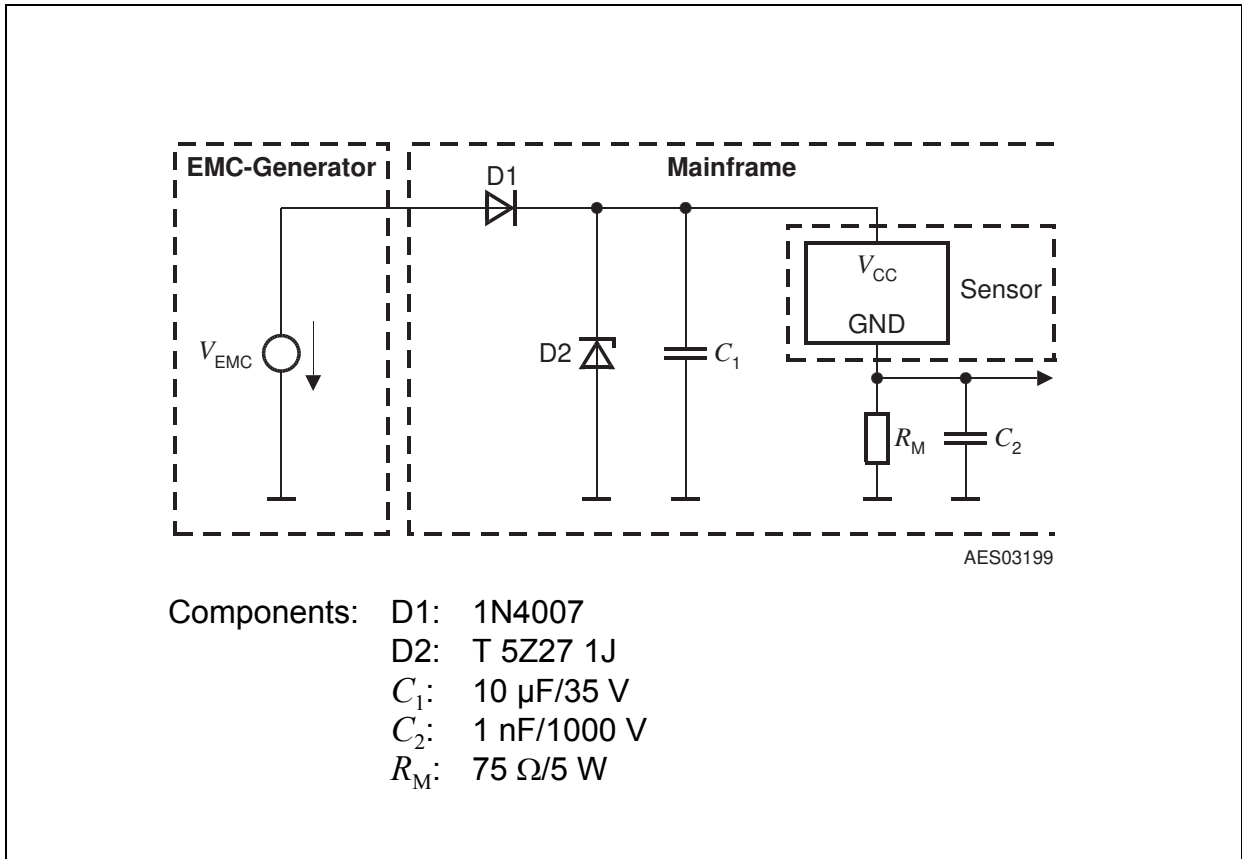 EMC-Generator
Mainframe
D1
V_CC
Sensor
GND
V_EMC
D2
C_1
R_M
C_2
AES03199
Components: D1: 1N4007
D2: T 5Z27 1J
C_1: 10 µF/35 V
C_2: 1 nF/1000 V
R_M: 75 Ω/5 W